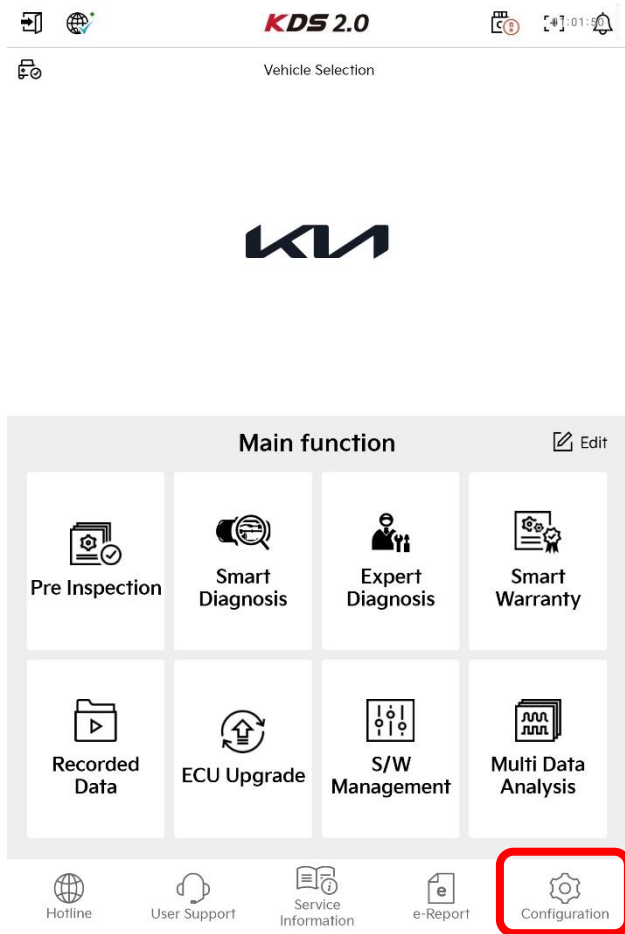 KDS 2.0
Vehicle Selection
KIA
Main function
Edit
Pre Inspection
Smart
Diagnosis
Expert
Diagnosis
Smart
Warranty
Recorded
Data
ECU Upgrade
S/W
Management
Multi Data
Analysis
Hotline
User Support
Service
Information
e-Report
Configuration